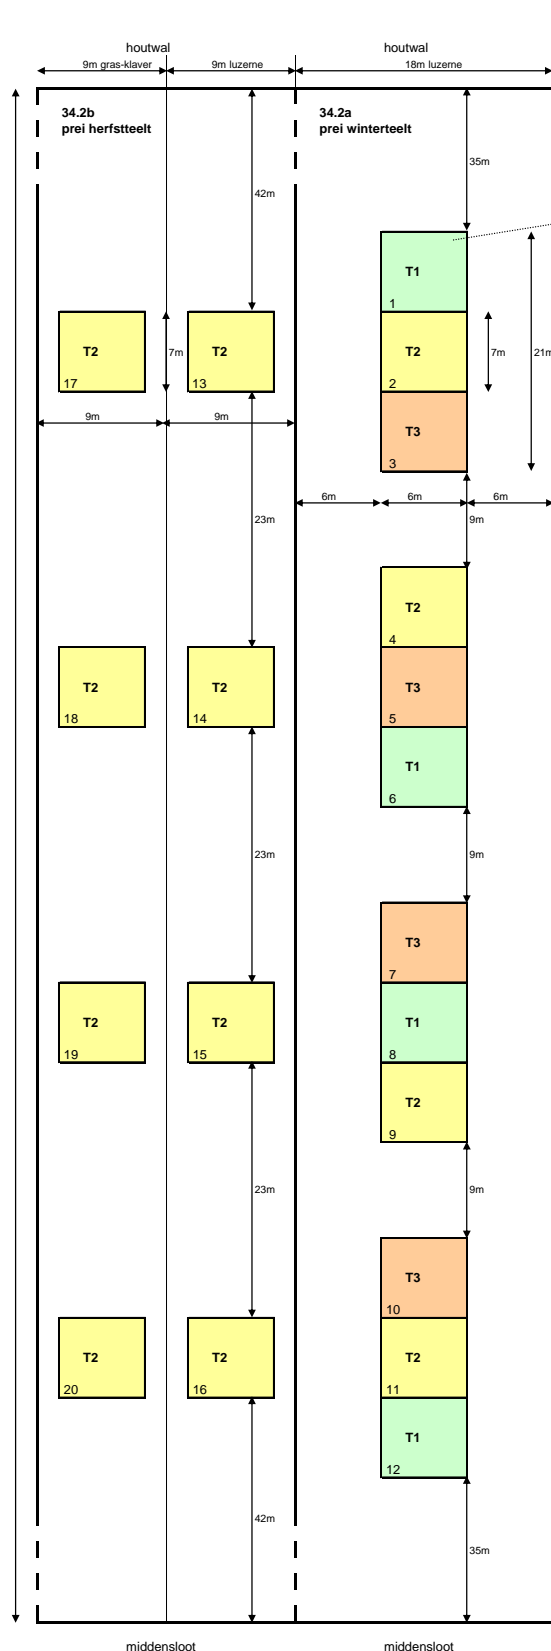 houtwal houtwal
9m gras-klaver 9m luzerne 18m luzerne
34.2b 34.2a
prei herfstteelt prei winterteelt
35m
42m
T1
1
T2 7m T2 T2 7m 21m
17 13 2
9m 9m T3
3
6m 6m 6m
23m 9m
T2
4
T2 T2 T3
18 14 5
T1
6
23m 9m
T3
7
T2 T2 T1
19 15 8
T2
9
23m 9m
T3
10
T2 T2 T2
20 16 11
T1
12
42m
35m
middensloot middensloot